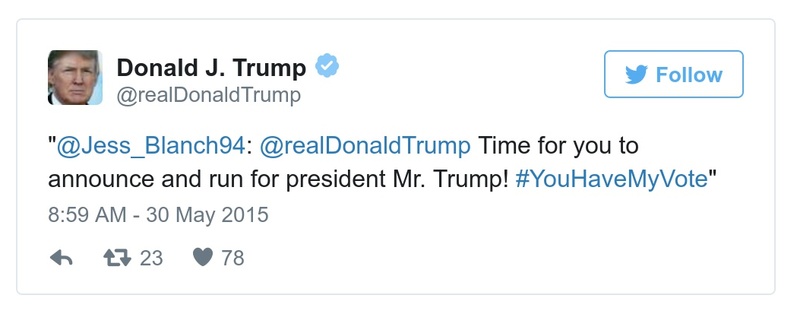 Donald J. Trump
@realDonaldTrump
Follow
"@Jess_Blanch94: @realDonaldTrump Time for you to
announce and run for president Mr. Trump! #YouHaveMyVote"
8:59 AM - 30 May 2015
23 78